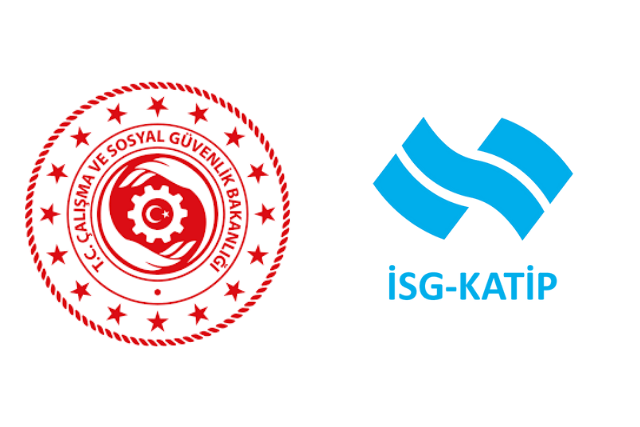 T.C. ÇALIŞMA VE SOSYAL GÜVENLİK BAKANLIĞI
İSG-KATİP